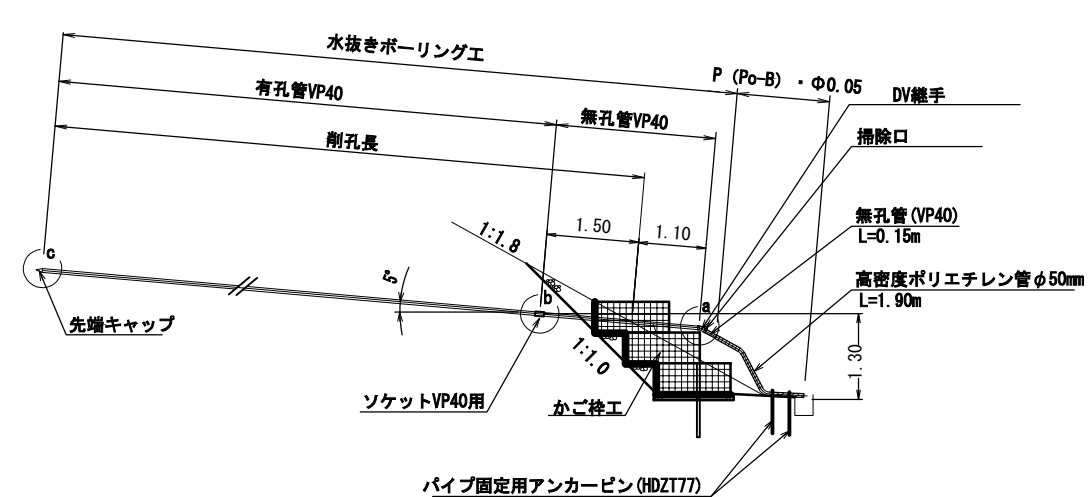 水抜きボーリング工
P (Po-B) ・ Φ0.05
有孔管VP40
DV継手
無孔管VP40
掃除口
削孔長
無孔管(VP40)
L=0.15m
1.50
1.10
1:1.8
c
高密度ポリエチレン管φ50mm
L=1.90m
5°
b
a
先端キャップ
1:1.0
1.30
ソケットVP40用
かご枠工
パイプ固定用アンカーピン(HDZT77)